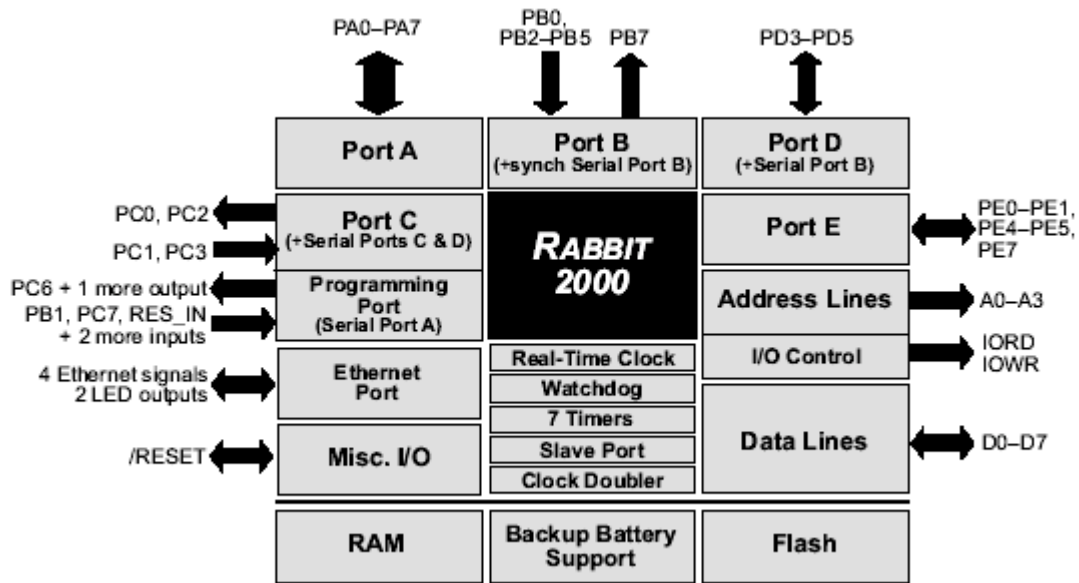 PA0–PA7
PB0,
PB2–PB5
PB7
PD3–PD5
Port A
Port B
(+synch Serial Port B)
Port D
(+Serial Port B)
PC0, PC2
PC1, PC3
Port C
(+Serial Ports C & D)
RABBIT
2000
Port E
PE0–PE1,
PE4–PE5,
PE7
PC6 + 1 more output
PB1, PC7, RES_IN
+ 2 more inputs
Programming
Port
(Serial Port A)
Address Lines
A0–A3
I/O Control
IORD
IOWR
4 Ethernet signals
2 LED outputs
Ethernet
Port
Real-Time Clock
Watchdog
7 Timers
Slave Port
Clock Doubler
Data Lines
D0–D7
/RESET
Misc. I/O
RAM
Backup Battery
Support
Flash